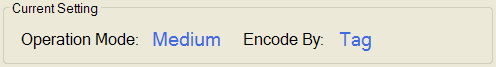 Current Setting
Operation Mode: Medium Encode By: Tag